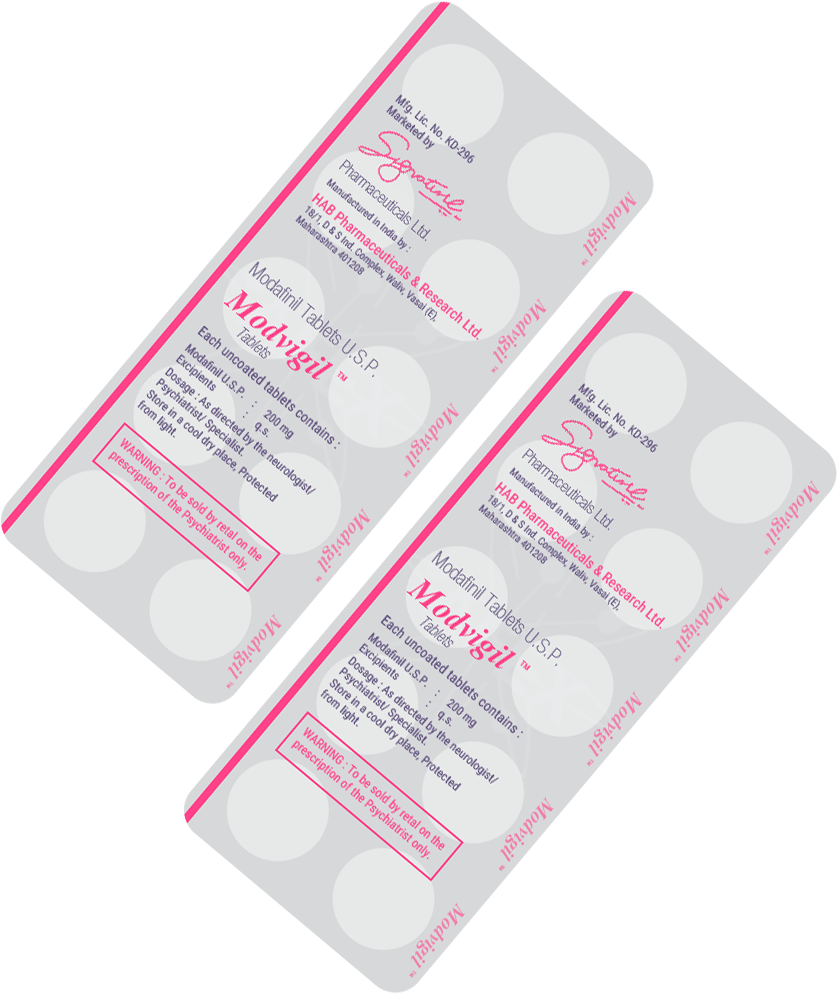 Mfg. Lic. No. KD-296
Marketed by
Signature
Pharmaceuticals Ltd.
Manufactured in India by :
HAB Pharmaceuticals & Research Ltd.
18/1, D & S Ind. Complex, Waliv, Vasai (E),
Maharashtra 401208
Modafinil Tablets U.S.P.
Modvigil™
Tablets
Each uncoated tablets contains :
Modafinil U.S.P. : 200 mg
Excipients : q.s.
Dosage : As directed by the neurologist/
Psychiatrist/ Specialist.
Store in a cool dry place, Protected
from light.
WARNING : To be sold by retal on the
prescription of the Psychiatrist only.
Modvigil™
Modvigil™
Modvigil™
Modvigil™
Modvigil™
Mfg. Lic. No. KD-296
Marketed by
Signature
Pharmaceuticals Ltd.
Manufactured in India by :
HAB Pharmaceuticals & Research Ltd.
18/1, D & S Ind. Complex, Waliv, Vasai (E),
Maharashtra 401208
Modafinil Tablets U.S.P.
Modvigil™
Tablets
Each uncoated tablets contains :
Modafinil U.S.P. : 200 mg
Excipients : q.s.
Dosage : As directed by the neurologist/
Psychiatrist/ Specialist.
Store in a cool dry place, Protected
from light.
WARNING : To be sold by retal on the
prescription of the Psychiatrist only.
Modvigil™
Modvigil™
Modvigil™
Modvigil™
Modvigil™